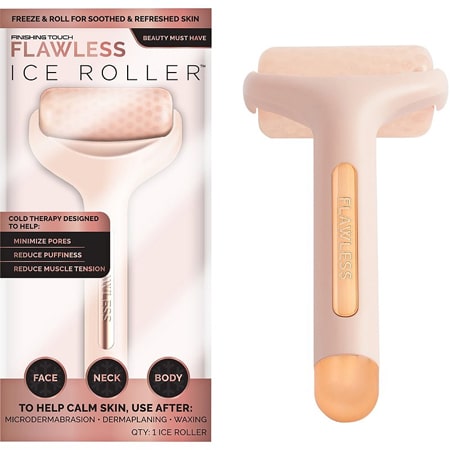 FREEZE & ROLL FOR SOOTHED & REFRESHED SKIN
FINISHING TOUCH
FLAWLESS
BEAUTY MUST HAVE
ICE ROLLER™
COLD THERAPY DESIGNED
TO HELP:
MINIMIZE PORES
REDUCE PUFFINESS
REDUCE MUSCLE TENSION
FLAWLESS
FACE
NECK
BODY
TO HELP CALM SKIN, USE AFTER:
MICRODERMABRASION • DERMAPLANING • WAXING
QTY: 1 ICE ROLLER
FLAWLESS